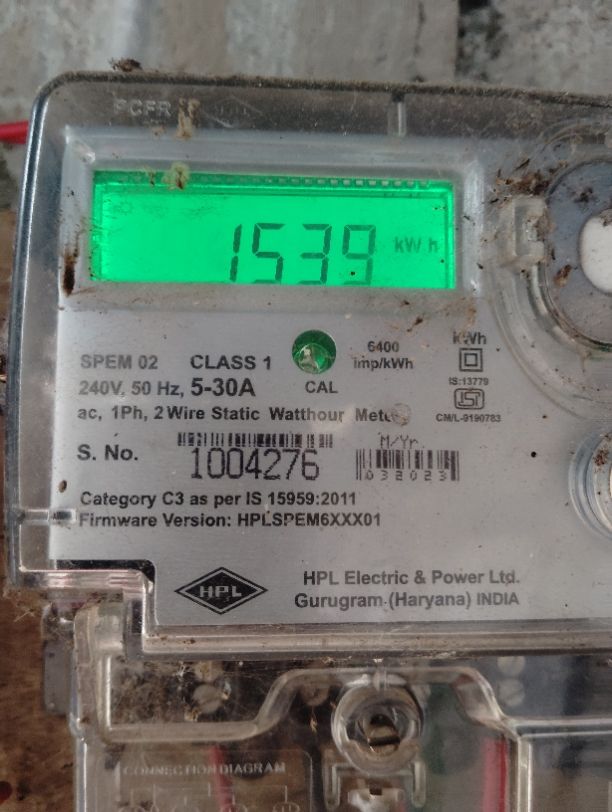 1539 kW h
SPEM 02 CLASS 1 6400 imp/kWh kWh
240V, 50 Hz, 5-30A CAL IS:13779
ac, 1Ph, 2 Wire Static Watthour Meter CM/L-9190783
M/Yr.
S. No. 1004276 032023
Category C3 as per IS 15959:2011
Firmware Version: HPLSPEM6XXX01
HPL
HPL Electric & Power Ltd.
Gurugram (Haryana) INDIA
CONNECTION DIAGRAM